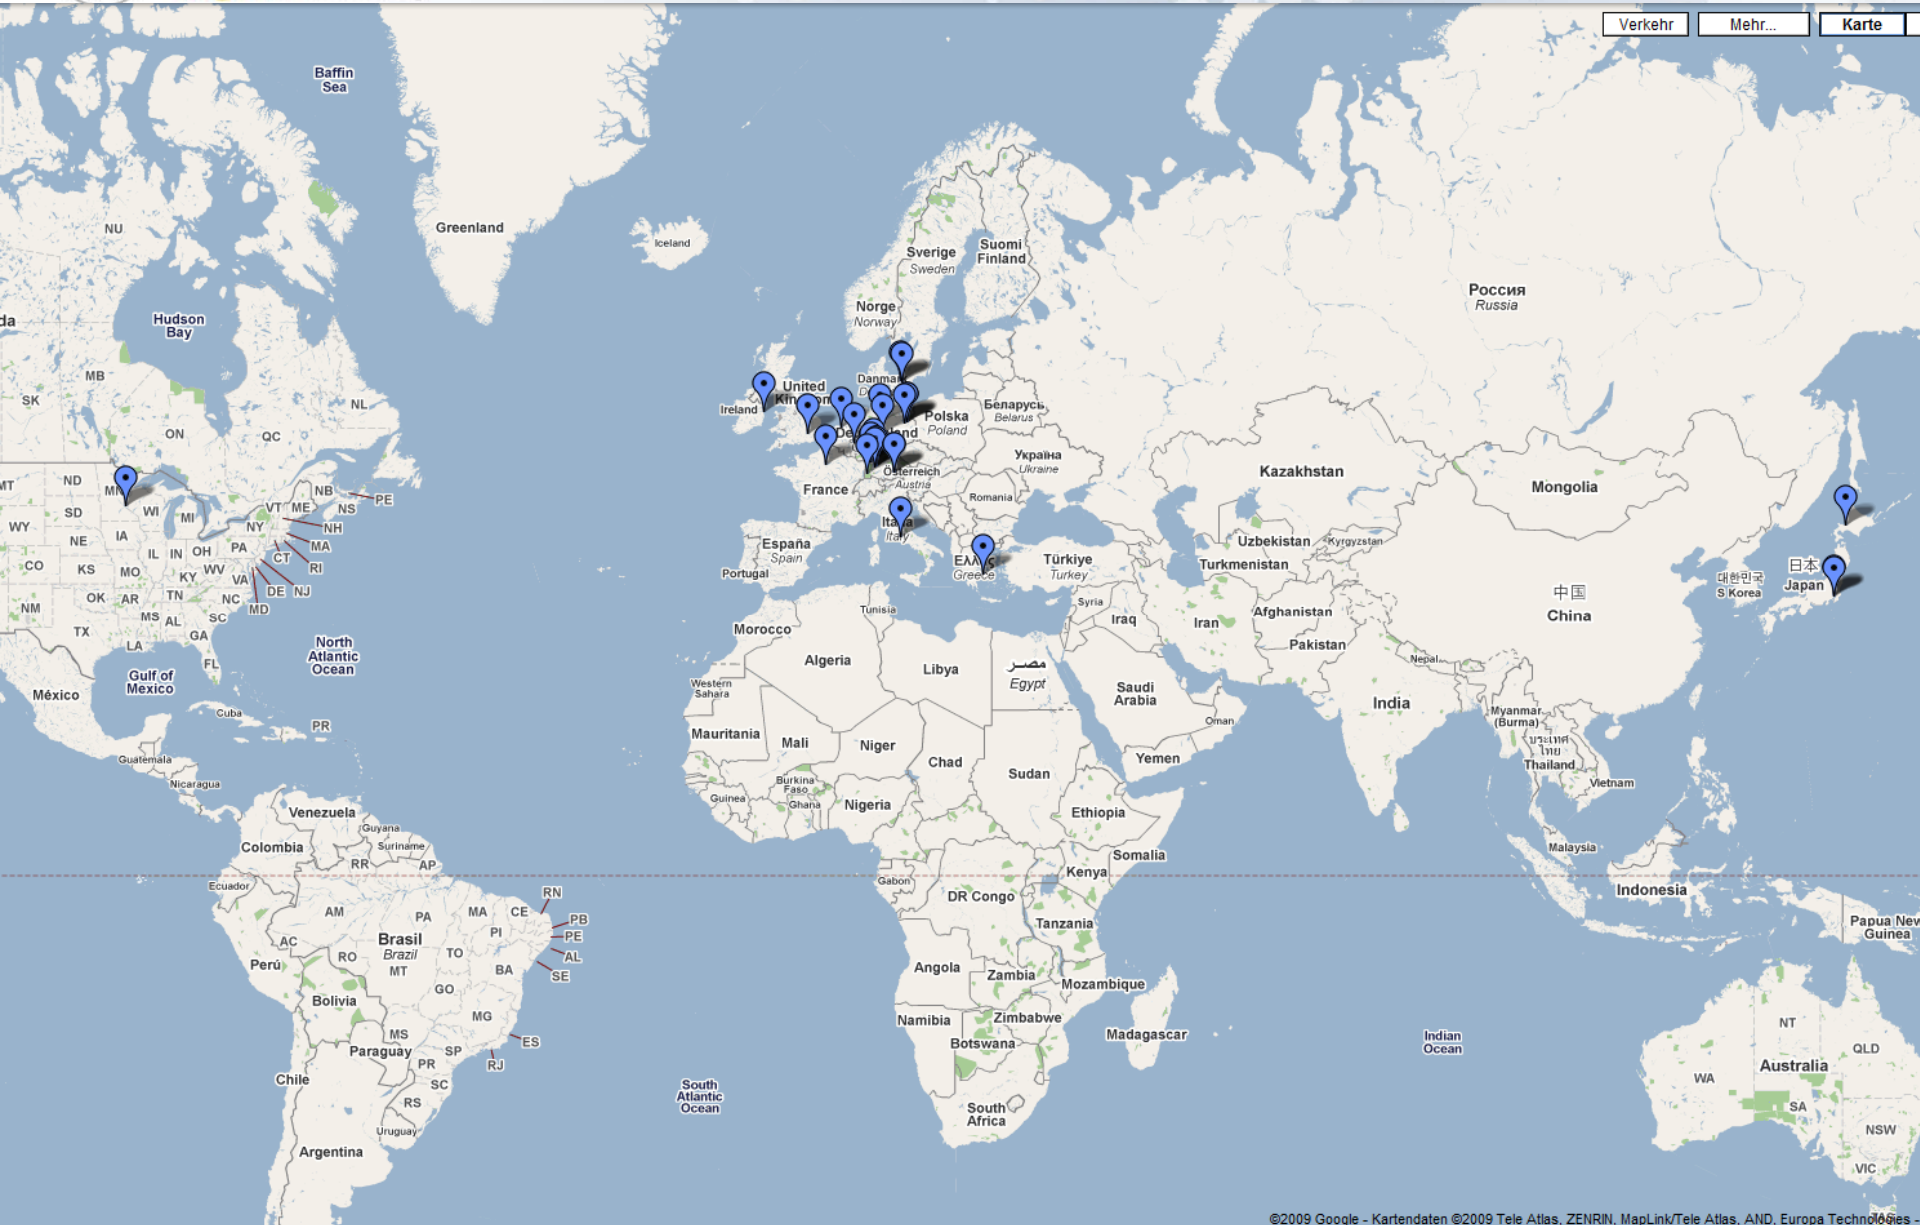 Verkehr
Mehr...
Karte
Baffin
Sea
Greenland
Iceland
NU
Hudson
Bay
Sverige
Sweden
Suomi
Finland
Norge
Norway
Россия
Russia
MB
SK
ON
QC
NL
United
Ireland
Polska
Poland
Беларусь
Belarus
Україна
Ukraine
Österreich
Austria
France
Romania
Italy
España
Spain
Portugal
Greece
Türkiye
Turkey
Kazakhstan
Mongolia
Uzbekistan
Kyrgyzstan
Turkmenistan
中国
China
대한민국
S Korea
日本
Japan
ND
SD
WI
MI
NB
PE
NS
VT
ME
NH
NY
MA
CT
RI
PA
NJ
DE
MD
WY
NE
IA
IL
IN
OH
WV
VA
CO
KS
MO
KY
NM
OK
AR
TN
NC
SC
MS
AL
GA
TX
LA
FL
North
Atlantic
Ocean
Gulf of
Mexico
México
Cuba
PR
Guatemala
Nicaragua
Tunisia
Morocco
Algeria
Libya
مصر
Egypt
Western
Sahara
Mauritania
Mali
Niger
Chad
Sudan
Burkina
Faso
Guinea
Ghana
Nigeria
Ethiopia
Somalia
Kenya
Gabon
DR Congo
Tanzania
Angola
Zambia
Mozambique
Namibia
Zimbabwe
Botswana
Madagascar
South
Africa
Syria
Iraq
Iran
Afghanistan
Pakistan
Nepal
India
Saudi
Arabia
Oman
Yemen
Myanmar
(Burma)
ประเทศ
ไทย
Thailand
Vietnam
Malaysia
Indonesia
Papua New
Guinea
Venezuela
Guyana
Suriname
Colombia
Ecuador
RR
AP
AM
PA
MA
CE
RN
PB
PE
AL
SE
PI
AC
RO
Brasil
Brazil
MT
TO
BA
GO
Perú
Bolivia
MG
MS
ES
Paraguay
SP
RJ
PR
SC
RS
Chile
Uruguay
Argentina
South
Atlantic
Ocean
Indian
Ocean
NT
QLD
Australia
WA
SA
NSW
VIC
©2009 Google - Kartendaten ©2009 Tele Atlas, ZENRIN, MapLink/Tele Atlas, AND, Europa Technologies -